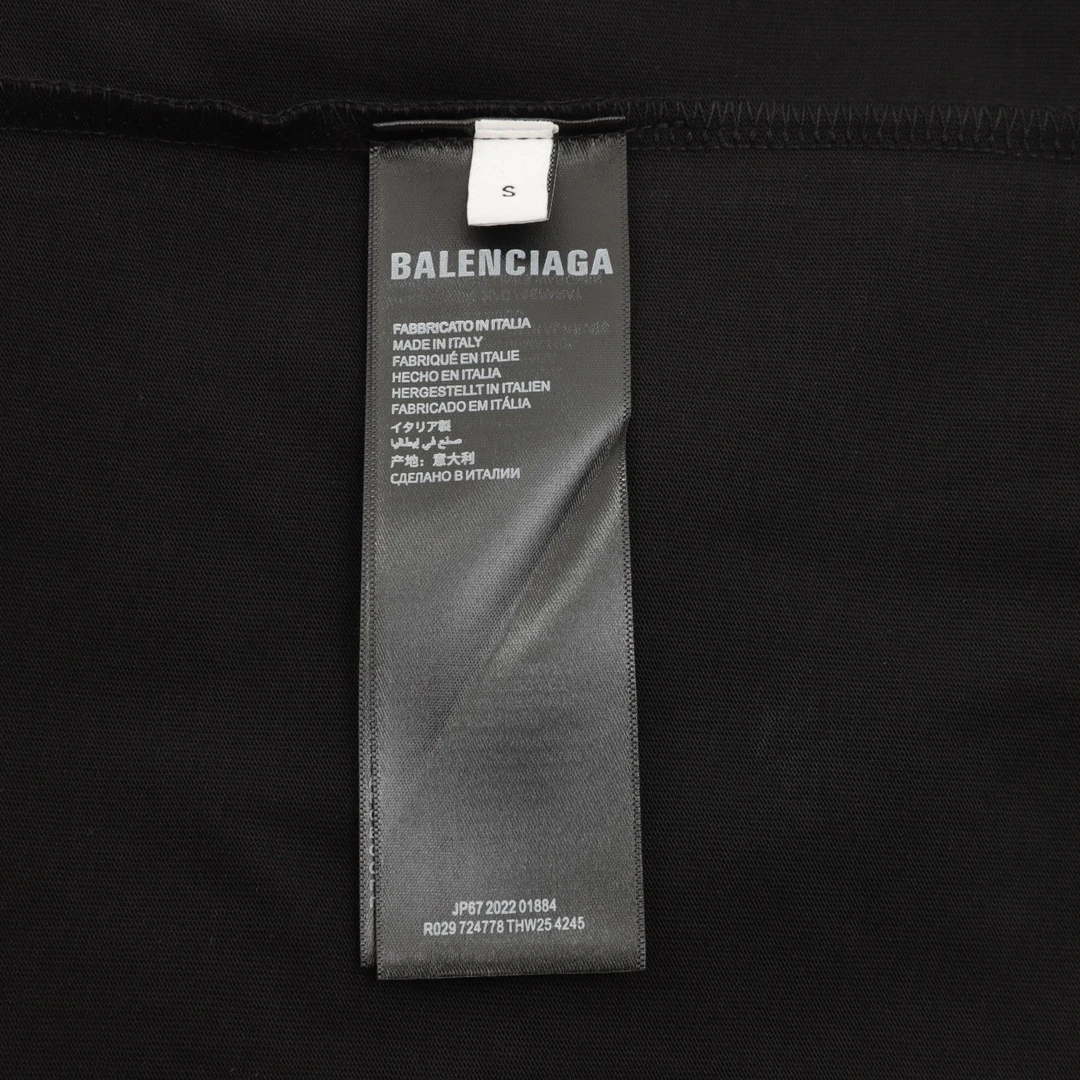 S
BALENCIAGA
FABBRICATO IN ITALIA
MADE IN ITALY
FABRIQUÉ EN ITALIE
HECHO EN ITALIA
HERGESTELLT IN ITALIEN
FABRICADO EM ITÁLIA
イタリア製
صنع في إيطاليا
产地：意大利
СДЕЛАНО В ИТАЛИИ
JP67 2022 01884
R029 724778 THW25 4245